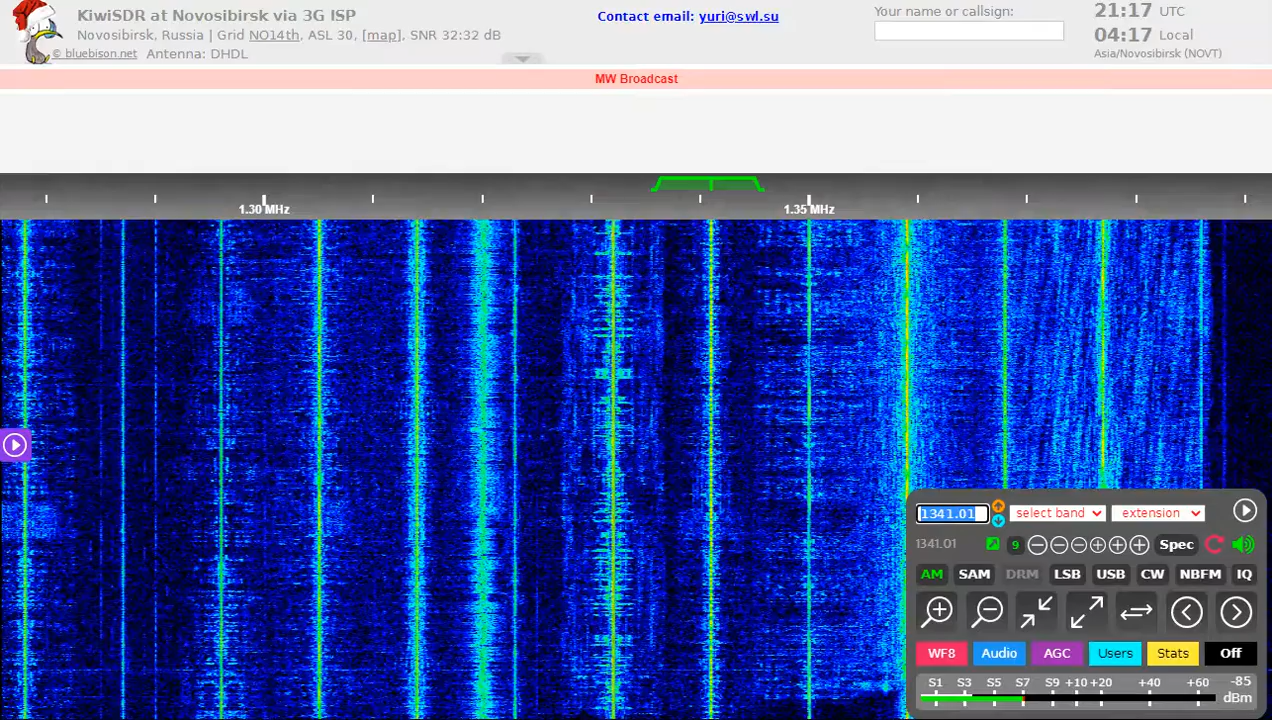 KiwiSDR at Novosibirsk via 3G ISP
Novosibirsk, Russia | Grid NO14th, ASL 30, [map], SNR 32:32 dB
© bluebison.net Antenna: DHDL
Contact email: yuri@swl.su
Your name or callsign:
21:17 UTC
04:17 Local
Asia/Novosibirsk (NOVT)
MW Broadcast
1.30 MHz 1.35 MHz
1341.01 select band extension
1341.01 9 Spec
AM SAM DRM LSB USB CW NBFM IQ
WF8 Audio AGC Users Stats Off
S1 S3 S5 S7 S9 +10 +20 +40 +60 -85
dBm